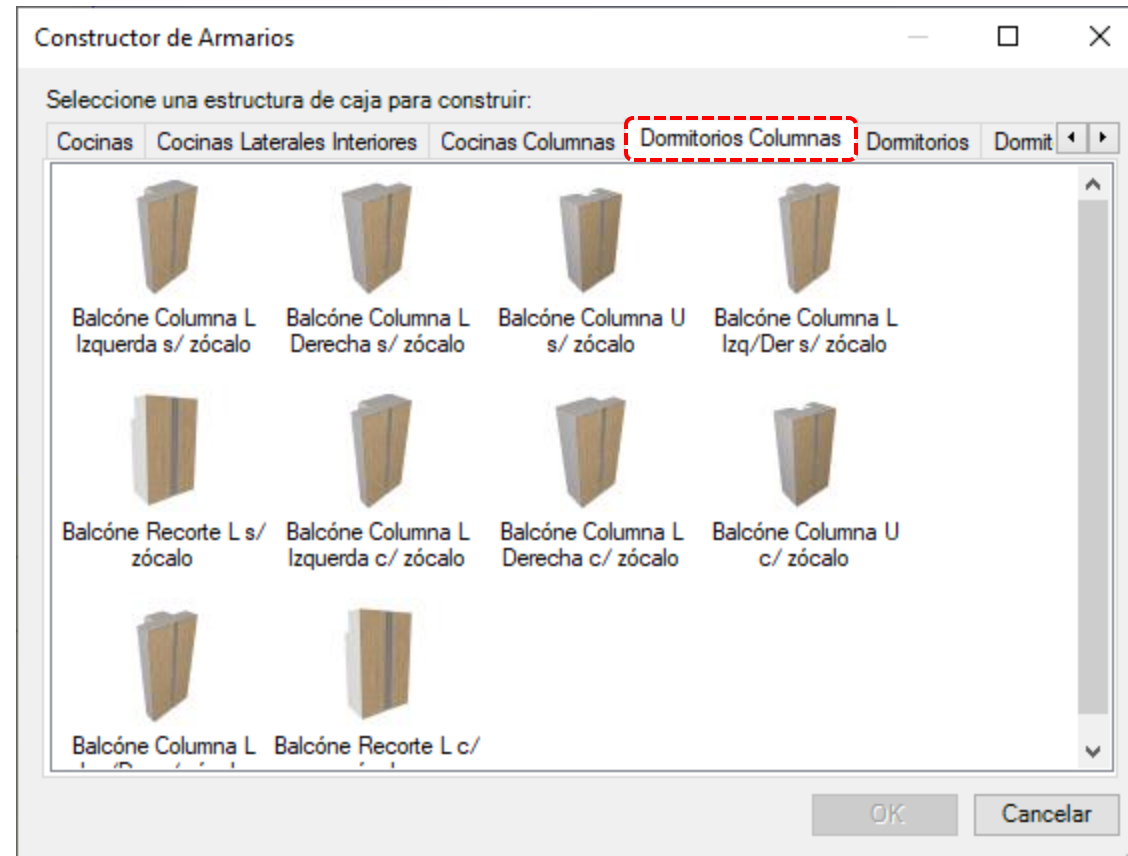 Constructor de Armarios
Seleccione una estructura de caja para construir:
Cocinas Cocinas Laterales Interiores Cocinas Columnas Dormitorios Columnas Dormitorios Dormit
Balcóne Columna L Balcóne Columna L Balcóne Columna U Balcóne Columna L
Izquerda s/ zócalo Derecha s/ zócalo s/ zócalo Izq/Der s/ zócalo
Balcóne Recorte L s/ Balcóne Columna L Balcóne Columna L Balcóne Columna U
zócalo Izquerda c/ zócalo Derecha c/ zócalo c/ zócalo
Balcóne Columna L Balcóne Recorte L c/
OK Cancelar